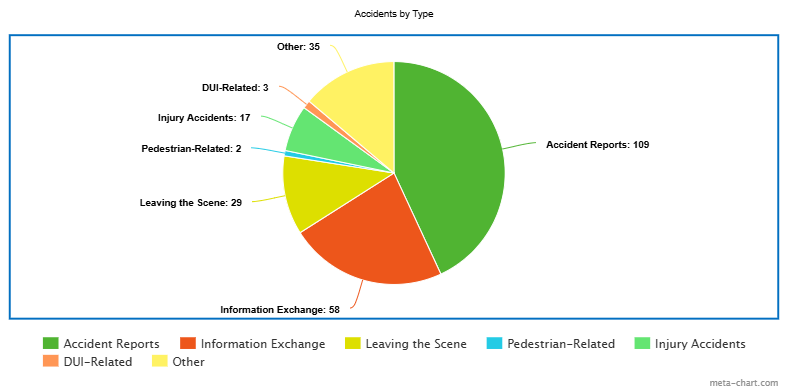 Accidents by Type
Other: 35
DUI-Related: 3
Injury Accidents: 17
Pedestrian-Related: 2
Accident Reports: 109
Leaving the Scene: 29
Information Exchange: 58
Accident Reports Information Exchange Leaving the Scene Pedestrian-Related Injury Accidents
DUI-Related Other
meta-chart.com